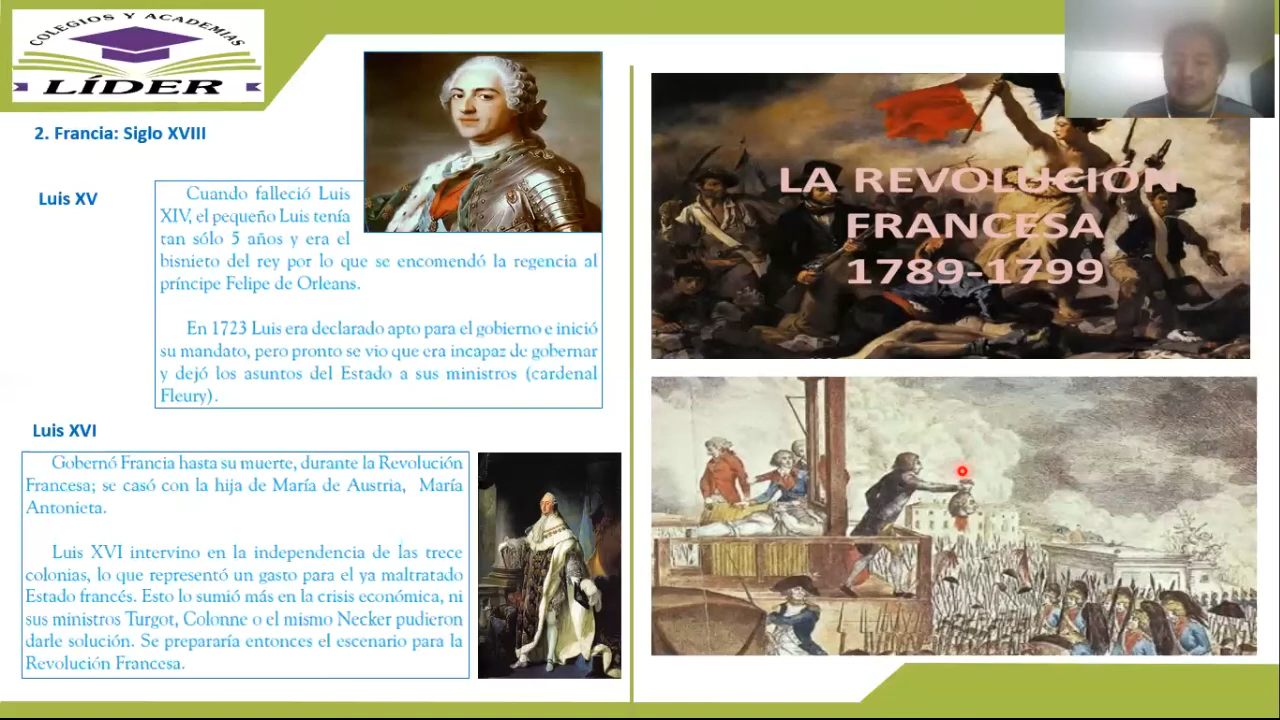 COLEGIOS Y ACADEMIAS
LÍDER
2. Francia: Siglo XVIII
Luis XV
Cuando falleció Luis
XIV, el pequeño Luis tenía
tan sólo 5 años y era el
bisnieto del rey por lo que se encomendó la regencia al
príncipe Felipe de Orleans.
En 1723 Luis era declarado apto para el gobierno e inició
su mandato, pero pronto se vio que era incapaz de gobernar
y dejó los asuntos del Estado a sus ministros (cardenal
Fleury).
Luis XVI
Gobernó Francia hasta su muerte, durante la Revolución
Francesa; se casó con la hija de María de Austria, María
Antonieta.
Luis XVI intervino en la independencia de las trece
colonias, lo que representó un gasto para el ya maltratado
Estado francés. Esto lo sumió más en la crisis económica, ni
sus ministros Turgot, Colonne o el mismo Necker pudieron
darle solución. Se prepararía entonces el escenario para la
Revolución Francesa.
LA REVOLUCIÓN
FRANCESA
1789-1799